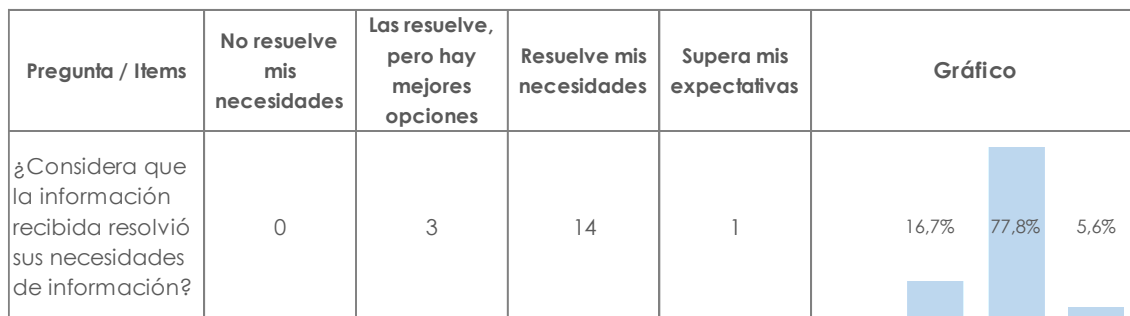 Pregunta / Items
No resuelve
mis
necesidades
Las resuelve,
pero hay
mejores
opciones
Resuelve mis
necesidades
Supera mis
expectativas
Gráfico
¿Considera que
la información
recibida resolvió
sus necesidades
de información?
0
3
14
1
16,7%
77,8%
5,6%